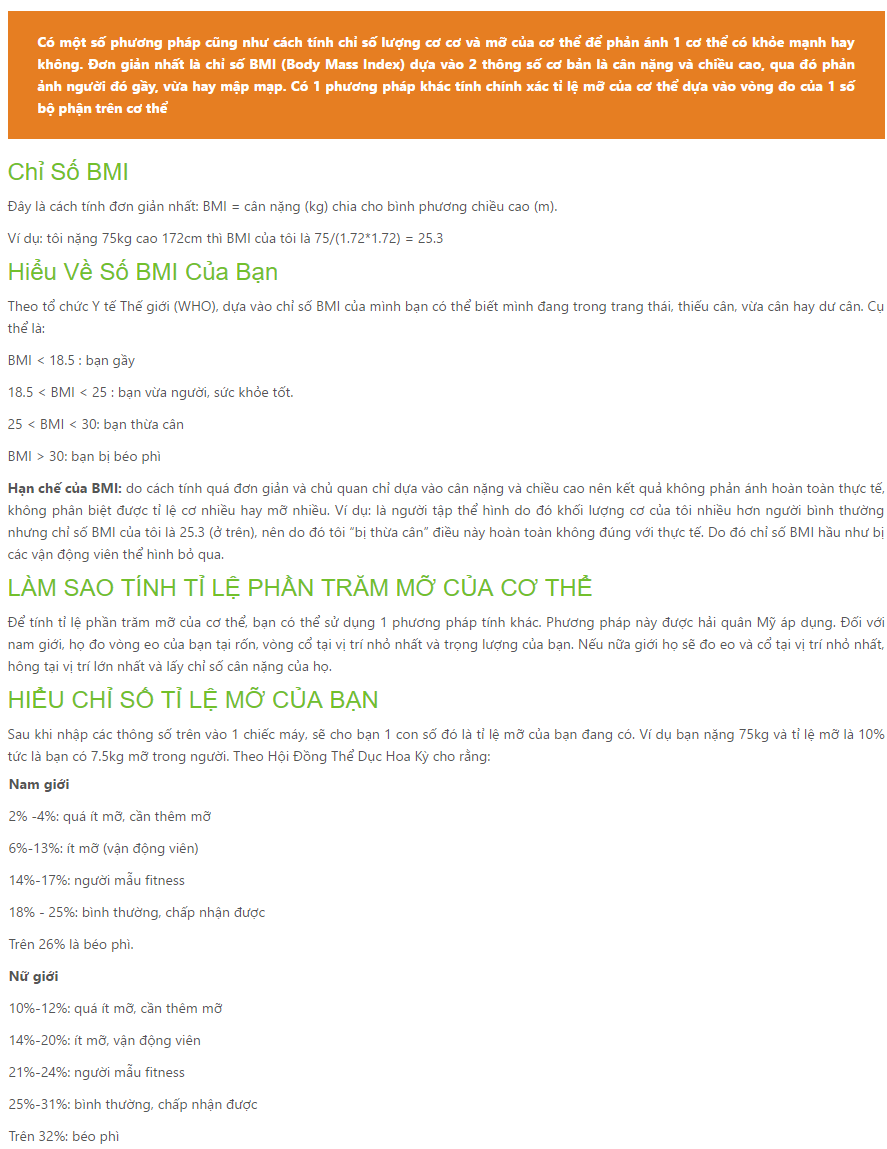 Có một số phương pháp cũng như cách tính chỉ số lượng cơ cơ và mỡ của cơ thể để phản ánh 1 cơ thể có khỏe mạnh hay
không. Đơn giản nhất là chỉ số BMI (Body Mass Index) dựa vào 2 thông số cơ bản là cân nặng và chiều cao, qua đó phản
ảnh người đó gầy, vừa hay mập mạp. Có 1 phương pháp khác tính chính xác tỉ lệ mỡ của cơ thể dựa vào vòng đo của 1 số
bộ phận trên cơ thể
Chỉ Số BMI
Đây là cách tính đơn giản nhất: BMI = cân nặng (kg) chia cho bình phương chiều cao (m).
Ví dụ: tôi nặng 75kg cao 172cm thì BMI của tôi là 75/(1.72*1.72) = 25.3
Hiểu Về Số BMI Của Bạn
Theo tổ chức Y tế Thế giới (WHO), dựa vào chỉ số BMI của mình bạn có thể biết mình đang trong trang thái, thiếu cân, vừa cân hay dư cân. Cụ
thể là:
BMI < 18.5 : bạn gầy
18.5 < BMI < 25 : bạn vừa người, sức khỏe tốt.
25 < BMI < 30: bạn thừa cân
BMI > 30: bạn bị béo phì
Hạn chế của BMI: do cách tính quá đơn giản và chủ quan chỉ dựa vào cân nặng và chiều cao nên kết quả không phản ánh hoàn toàn thực tế,
không phân biệt được tỉ lệ cơ nhiều hay mỡ nhiều. Ví dụ: là người tập thể hình do đó khối lượng cơ của tôi nhiều hơn người bình thường
nhưng chỉ số BMI của tôi là 25.3 (ở trên), nên do đó tôi “bị thừa cân” điều này hoàn toàn không đúng với thực tế. Do đó chỉ số BMI hầu như bị
các vận động viên thể hình bỏ qua.
LÀM SAO TÍNH TỈ LỆ PHẦN TRĂM MỠ CỦA CƠ THỂ
Để tính tỉ lệ phần trăm mỡ của cơ thể, bạn có thể sử dụng 1 phương pháp tính khác. Phương pháp này được hải quân Mỹ áp dụng. Đối với
nam giới, họ đo vòng eo của bạn tại rốn, vòng cổ tại vị trí nhỏ nhất và trọng lượng của bạn. Nếu nữa giới họ sẽ đo eo và cổ tại vị trí nhỏ nhất,
hông tại vị trí lớn nhất và lấy chỉ số cân nặng của họ.
HIỂU CHỈ SỐ TỈ LỆ MỠ CỦA BẠN
Sau khi nhập các thông số trên vào 1 chiếc máy, sẽ cho bạn 1 con số đó là tỉ lệ mỡ của bạn đang có. Ví dụ bạn nặng 75kg và tỉ lệ mỡ là 10%
tức là bạn có 7.5kg mỡ trong người. Theo Hội Đồng Thể Dục Hoa Kỳ cho rằng:
Nam giới
2% -4%: quá ít mỡ, cần thêm mỡ
6%-13%: ít mỡ (vận động viên)
14%-17%: người mẫu fitness
18% - 25%: bình thường, chấp nhận được
Trên 26% là béo phì.
Nữ giới
10%-12%: quá ít mỡ, cần thêm mỡ
14%-20%: ít mỡ, vận động viên
21%-24%: người mẫu fitness
25%-31%: bình thường, chấp nhận được
Trên 32%: béo phì